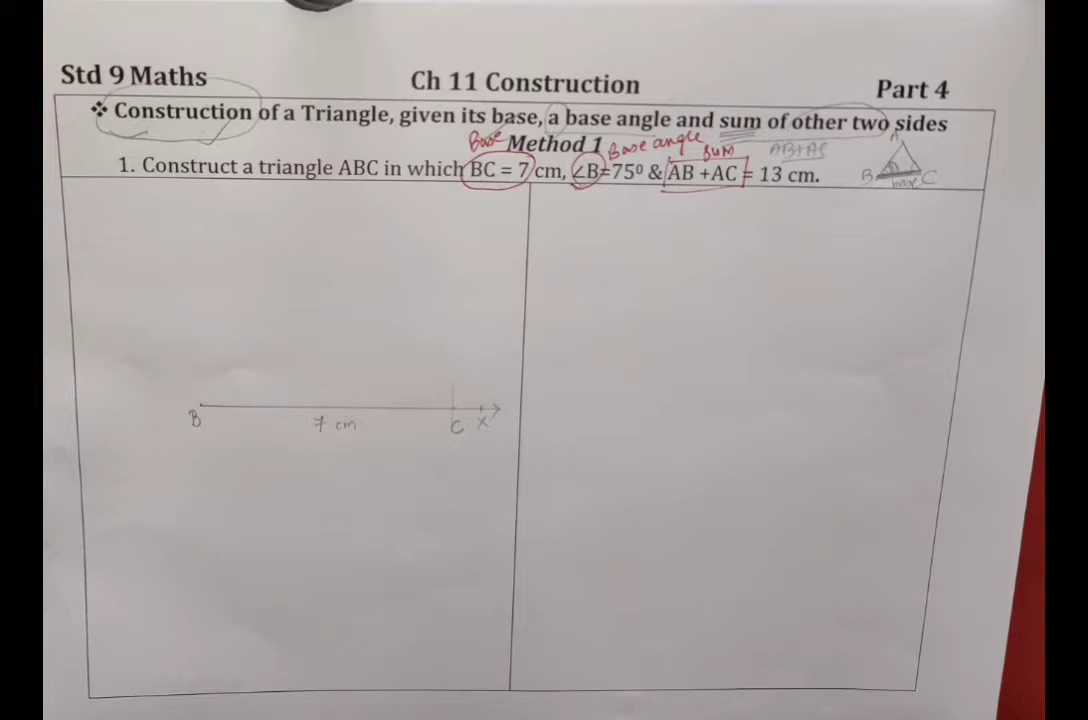 Std 9 Maths Ch 11 Construction Part 4
❖ Construction of a Triangle, given its base, a base angle and sum of other two sides
Base Method 1 Base angle sum AB+AC A
1. Construct a triangle ABC in which BC = 7 cm, ∠B=75⁰ & AB +AC = 13 cm. B base C
B 7 cm C X